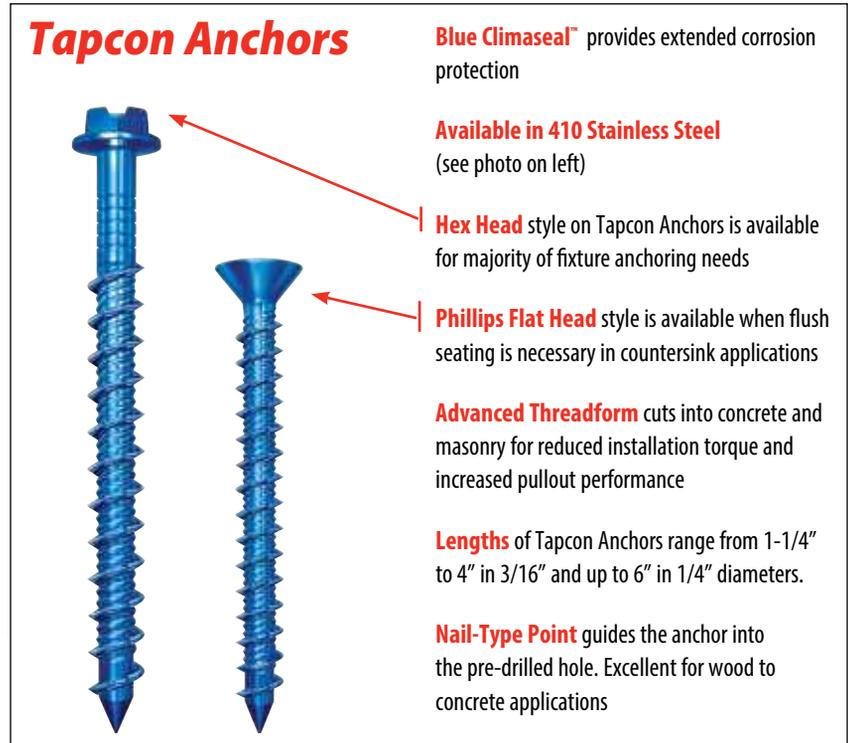 Tapcon Anchors
Blue Climaseal™ provides extended corrosion
protection
Available in 410 Stainless Steel
(see photo on left)
Hex Head style on Tapcon Anchors is available
for majority of fixture anchoring needs
Phillips Flat Head style is available when flush
seating is necessary in countersink applications
Advanced Threadform cuts into concrete and
masonry for reduced installation torque and
increased pullout performance
Lengths of Tapcon Anchors range from 1-1/4”
to 4” in 3/16” and up to 6” in 1/4” diameters.
Nail-Type Point guides the anchor into
the pre-drilled hole. Excellent for wood to
concrete applications